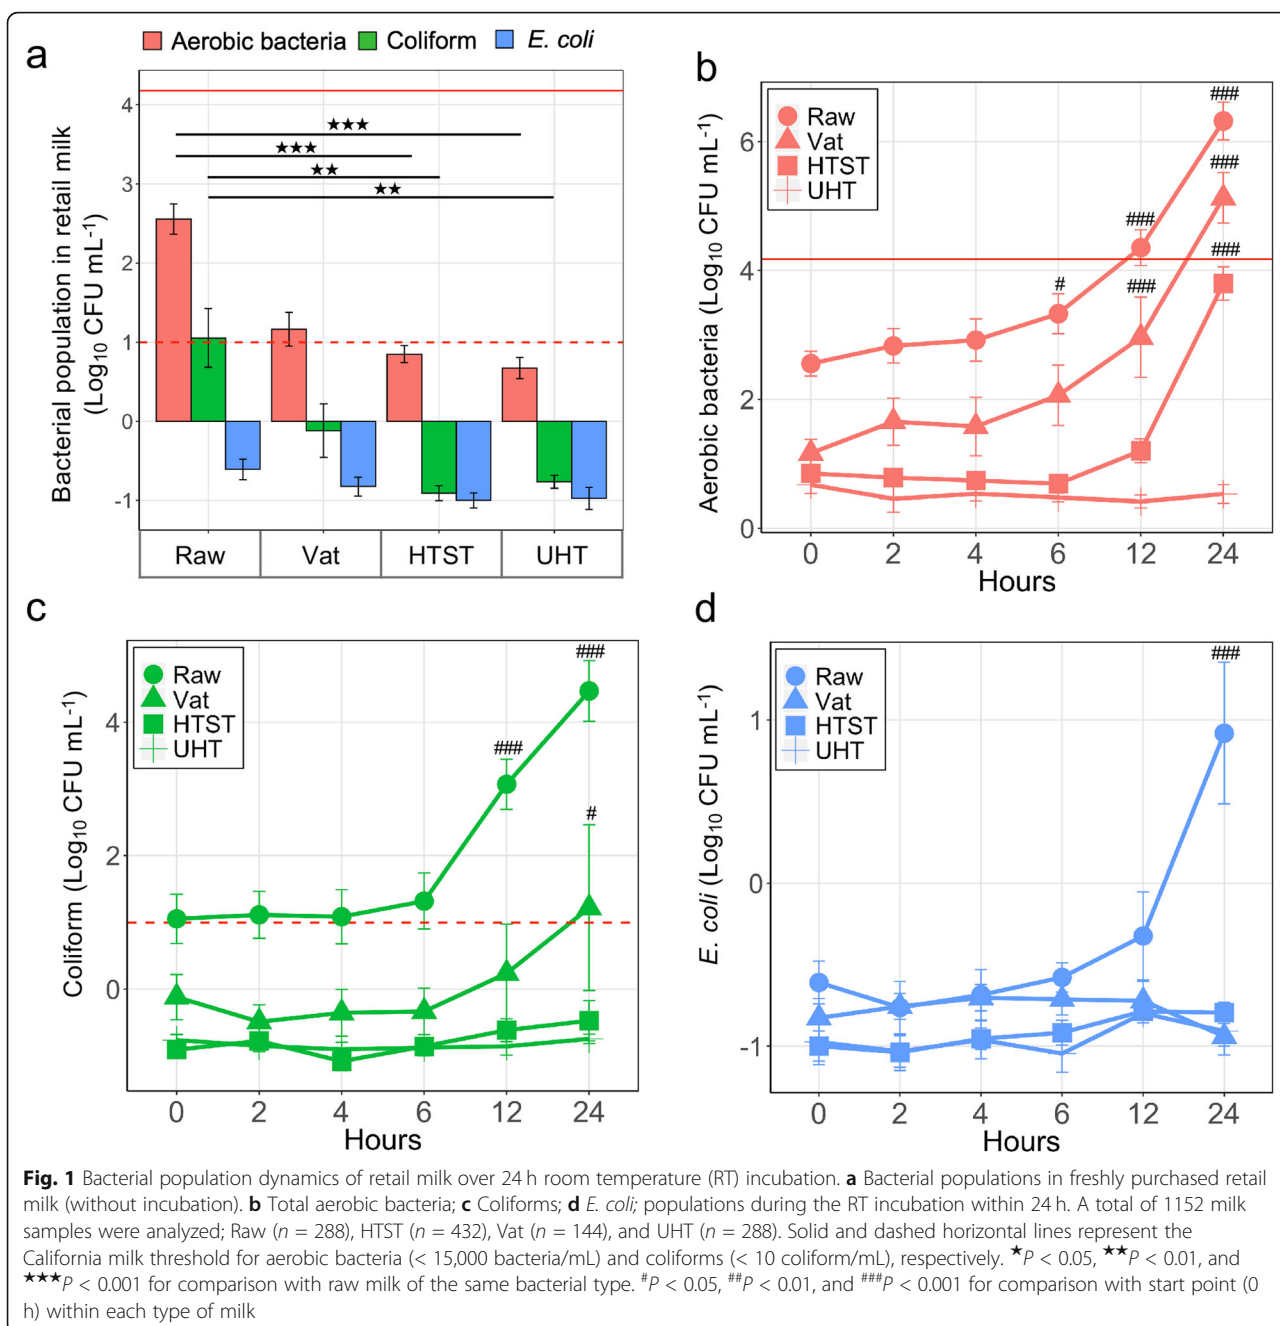 a
Aerobic bacteria Coliform E. coli
Bacterial population in retail milk
(Log10 CFU mL-1)
4
3
2
1
0
-1
★★★
★★★
★★
★★
Raw Vat HTST UHT
b
Aerobic bacteria (Log10 CFU mL-1)
Raw
Vat
HTST
UHT
6
4
2
0
###
###
###
###
###
#
0 2 4 6 12 24
Hours
c
Coliform (Log10 CFU mL-1)
Raw
Vat
HTST
UHT
4
2
0
###
###
#
0 2 4 6 12 24
Hours
d
E. coli (Log10 CFU mL-1)
Raw
Vat
HTST
UHT
1
0
-1
###
0 2 4 6 12 24
Hours
Fig. 1 Bacterial population dynamics of retail milk over 24 h room temperature (RT) incubation. a Bacterial populations in freshly purchased retail
milk (without incubation). b Total aerobic bacteria; c Coliforms; d E. coli; populations during the RT incubation within 24 h. A total of 1152 milk
samples were analyzed; Raw (n = 288), HTST (n = 432), Vat (n = 144), and UHT (n = 288). Solid and dashed horizontal lines represent the
California milk threshold for aerobic bacteria (< 15,000 bacteria/mL) and coliforms (< 10 coliform/mL), respectively. ★P < 0.05, ★★P < 0.01, and
★★★P < 0.001 for comparison with raw milk of the same bacterial type. #P < 0.05, ##P < 0.01, and ###P < 0.001 for comparison with start point (0
h) within each type of milk